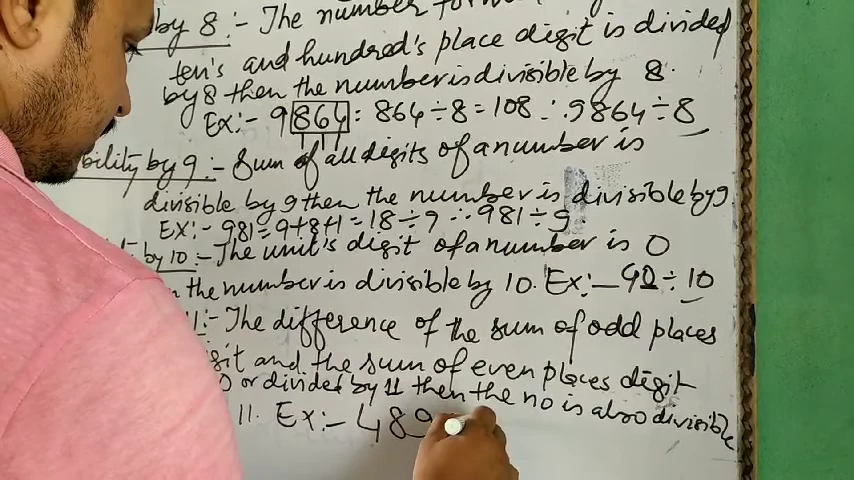 by 8:- The number
ten's and hundred's place digit is divided
by 8 then the number is divisible by 8.
Ex:- 9864 = 864 ÷ 8 = 108 ∴ 9864 ÷ 8
bility by 9:- Sum of all digits of a number is
divisible by 9 then the number is divisible by 9.
EX:- 981 = 9+8+1 = 18 ÷ 9 ∴ 981 ÷ 9.
by 10:- The unit's digit of a number is 0
the number is divisible by 10. Ex:- 90 ÷ 10
11:- The difference of the sum of odd places
git and the sum of even places digit
0 or divided by 11 then the no is also divisible
11. Ex:- 489